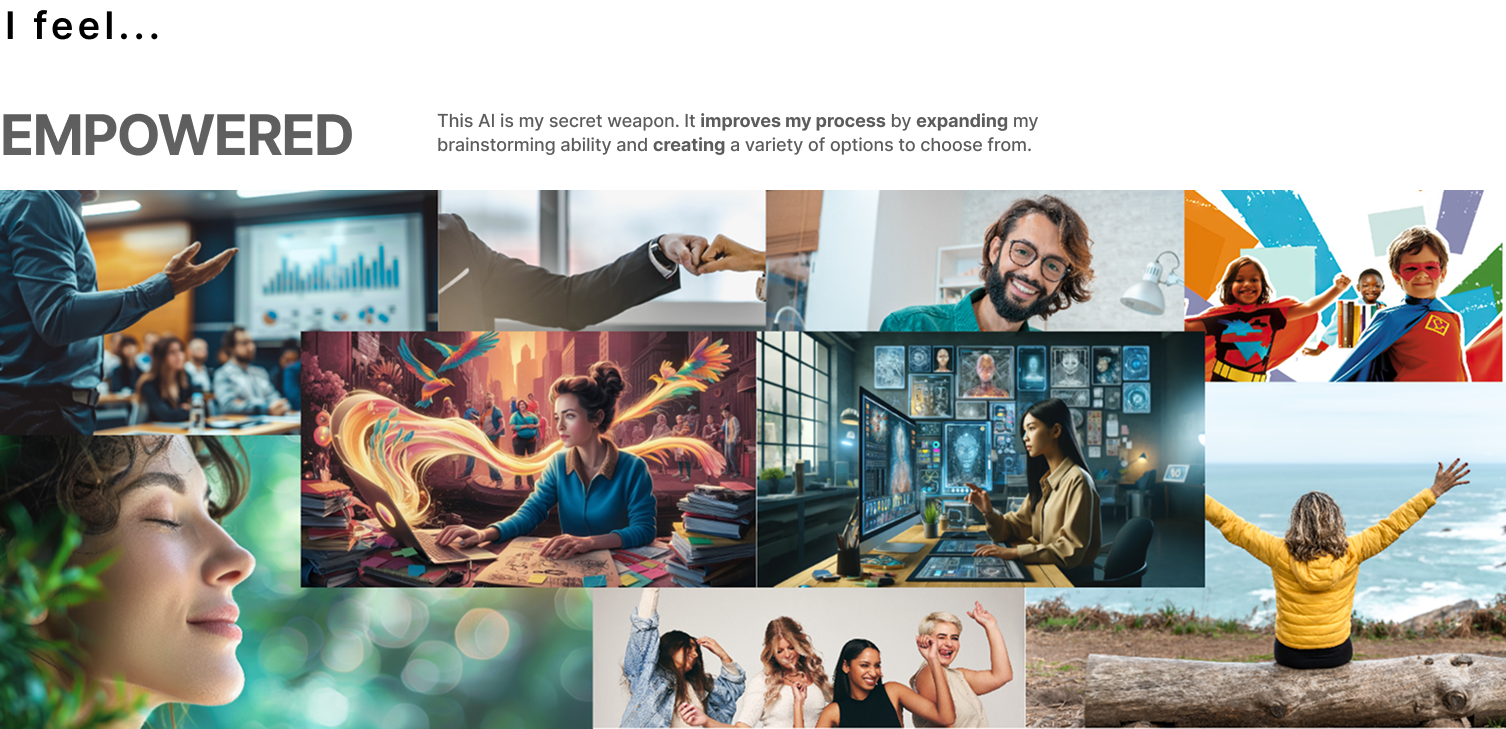 I feel...
EMPOWERED
This AI is my secret weapon. It improves my process by expanding my
brainstorming ability and creating a variety of options to choose from.